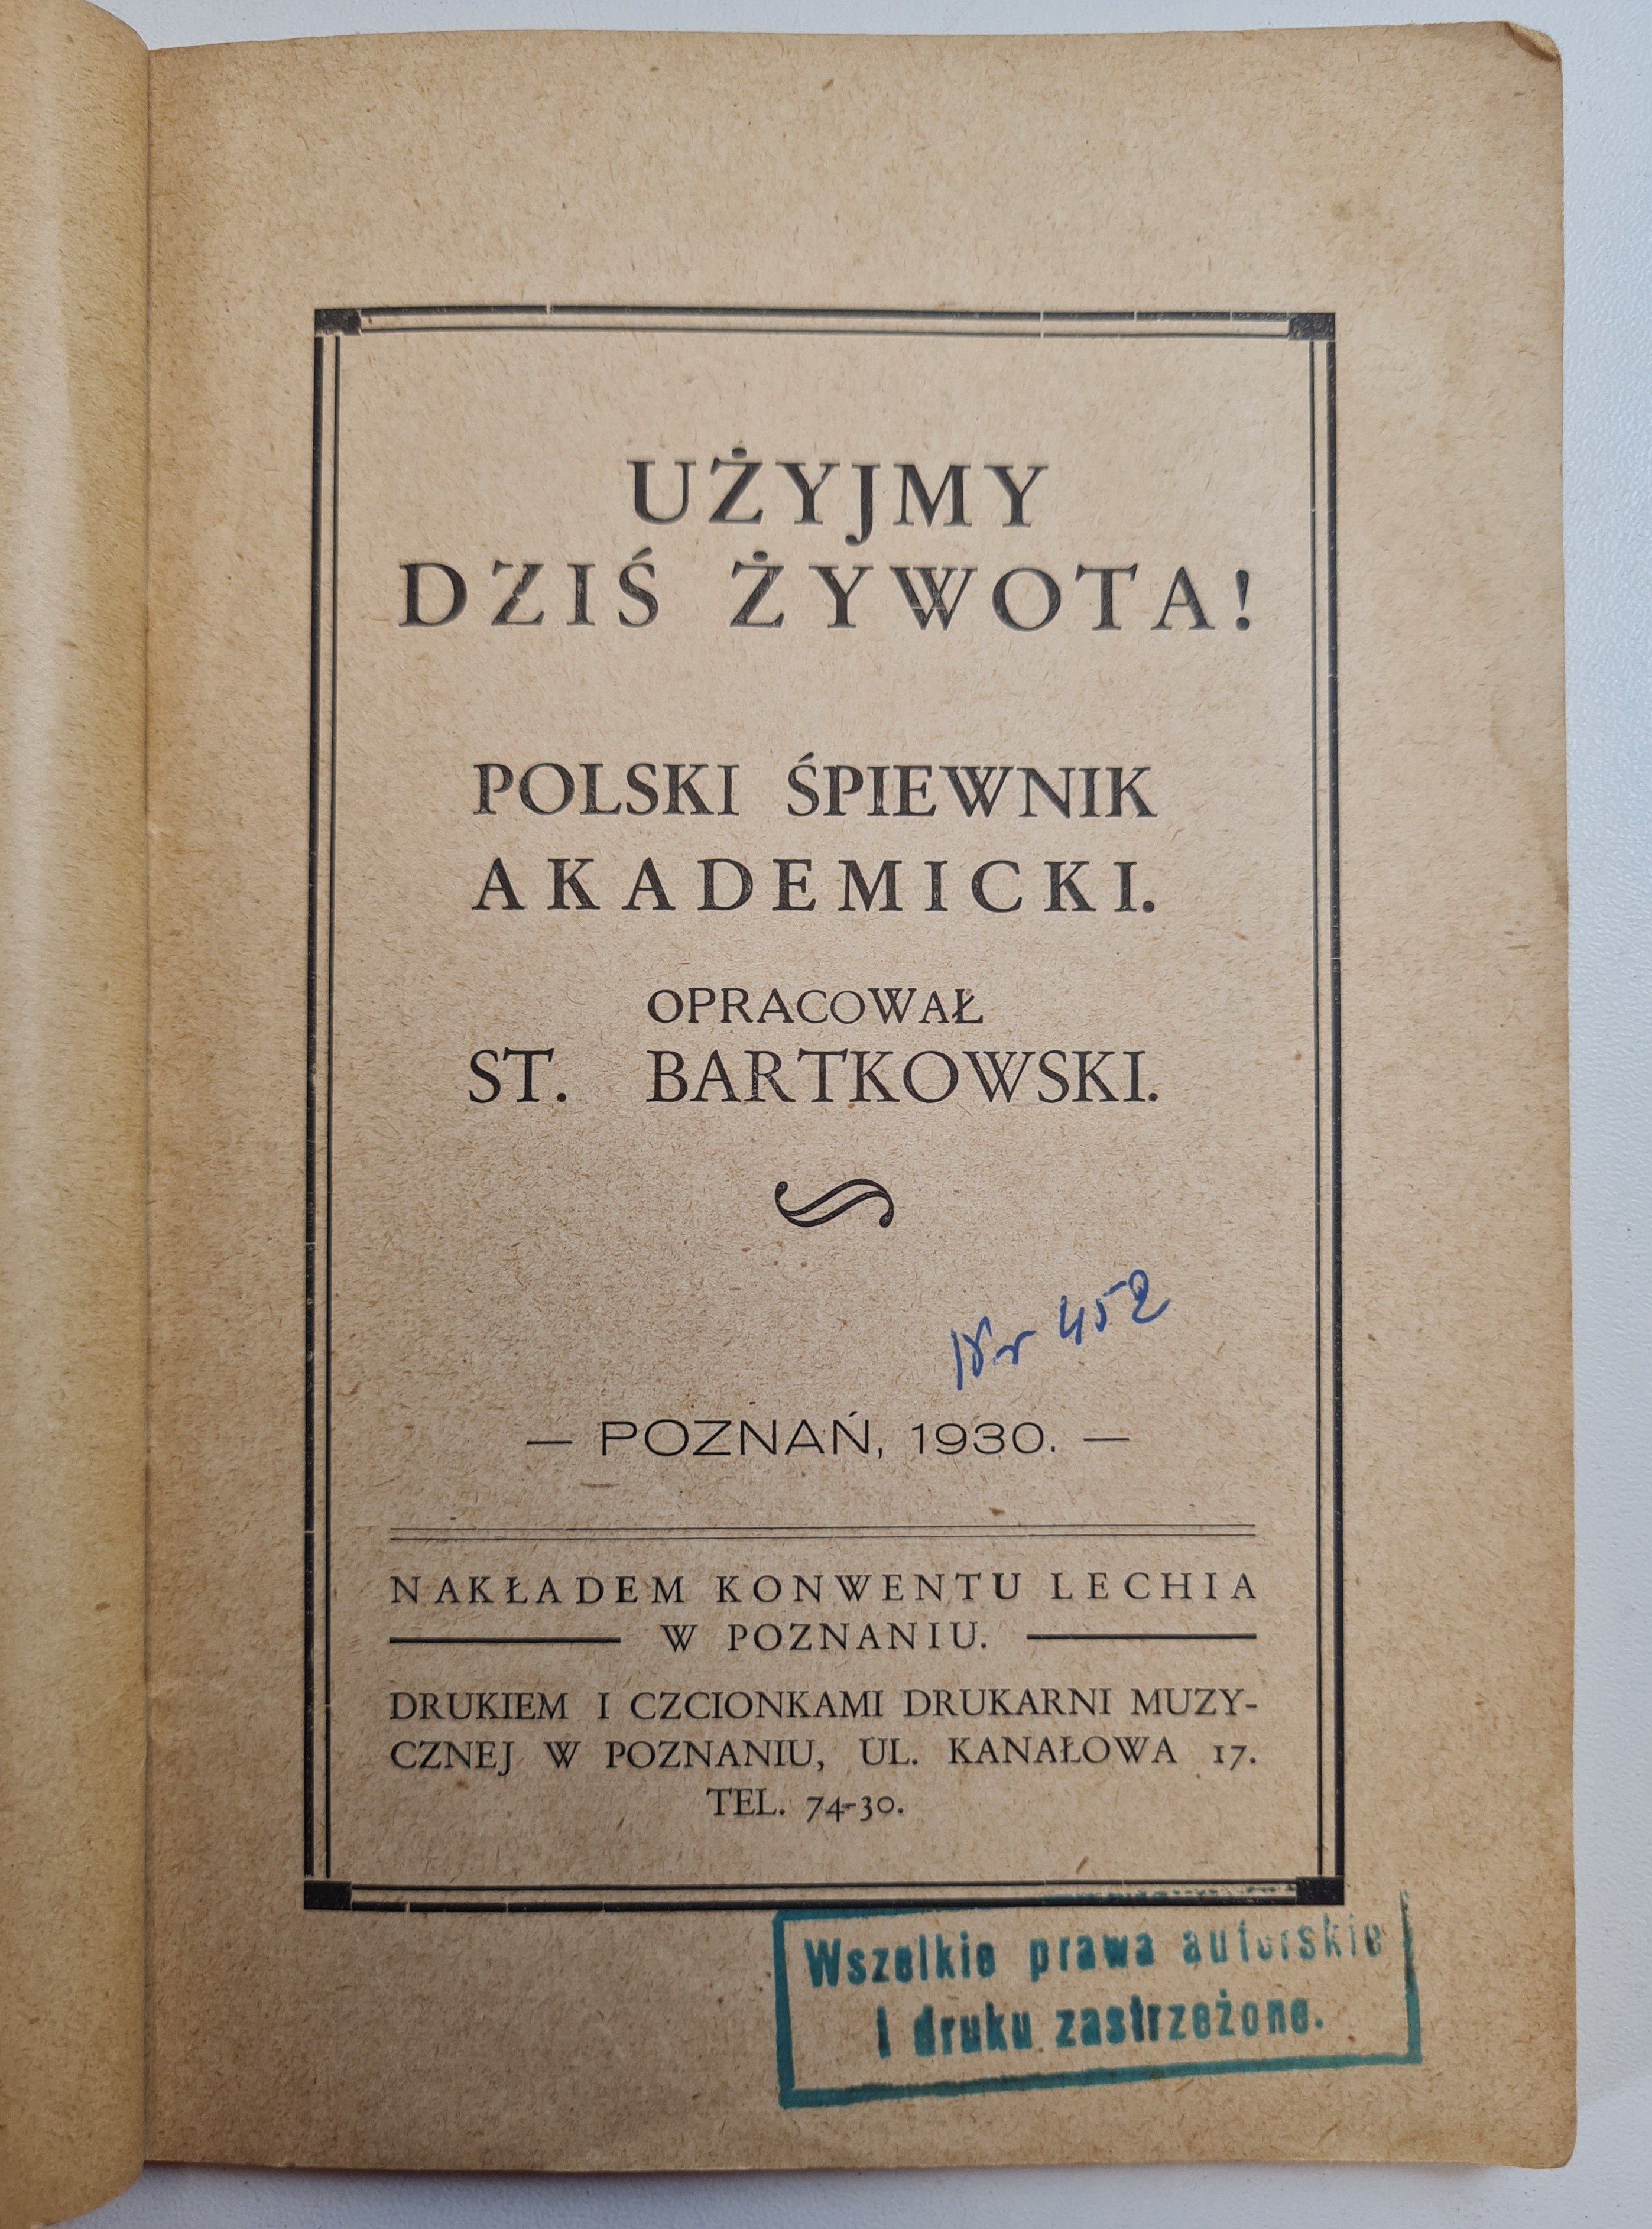 UŻYJMY
DZIŚ ŻYWOTA!
POLSKI ŚPIEWNIK
AKADEMICKI.
OPRACOWAŁ
ST. BARTKOWSKI.
Nr 452
— POZNAŃ, 1930. —
NAKŁADEM KONWENTU LECHIA
W POZNANIU.
DRUKIEM I CZCIONKAMI DRUKARNI MUZY-
CZNEJ W POZNANIU, UL. KANAŁOWA 17.
TEL. 74-30.
Wszelkie prawa autorskie
i druku zastrzeżone.